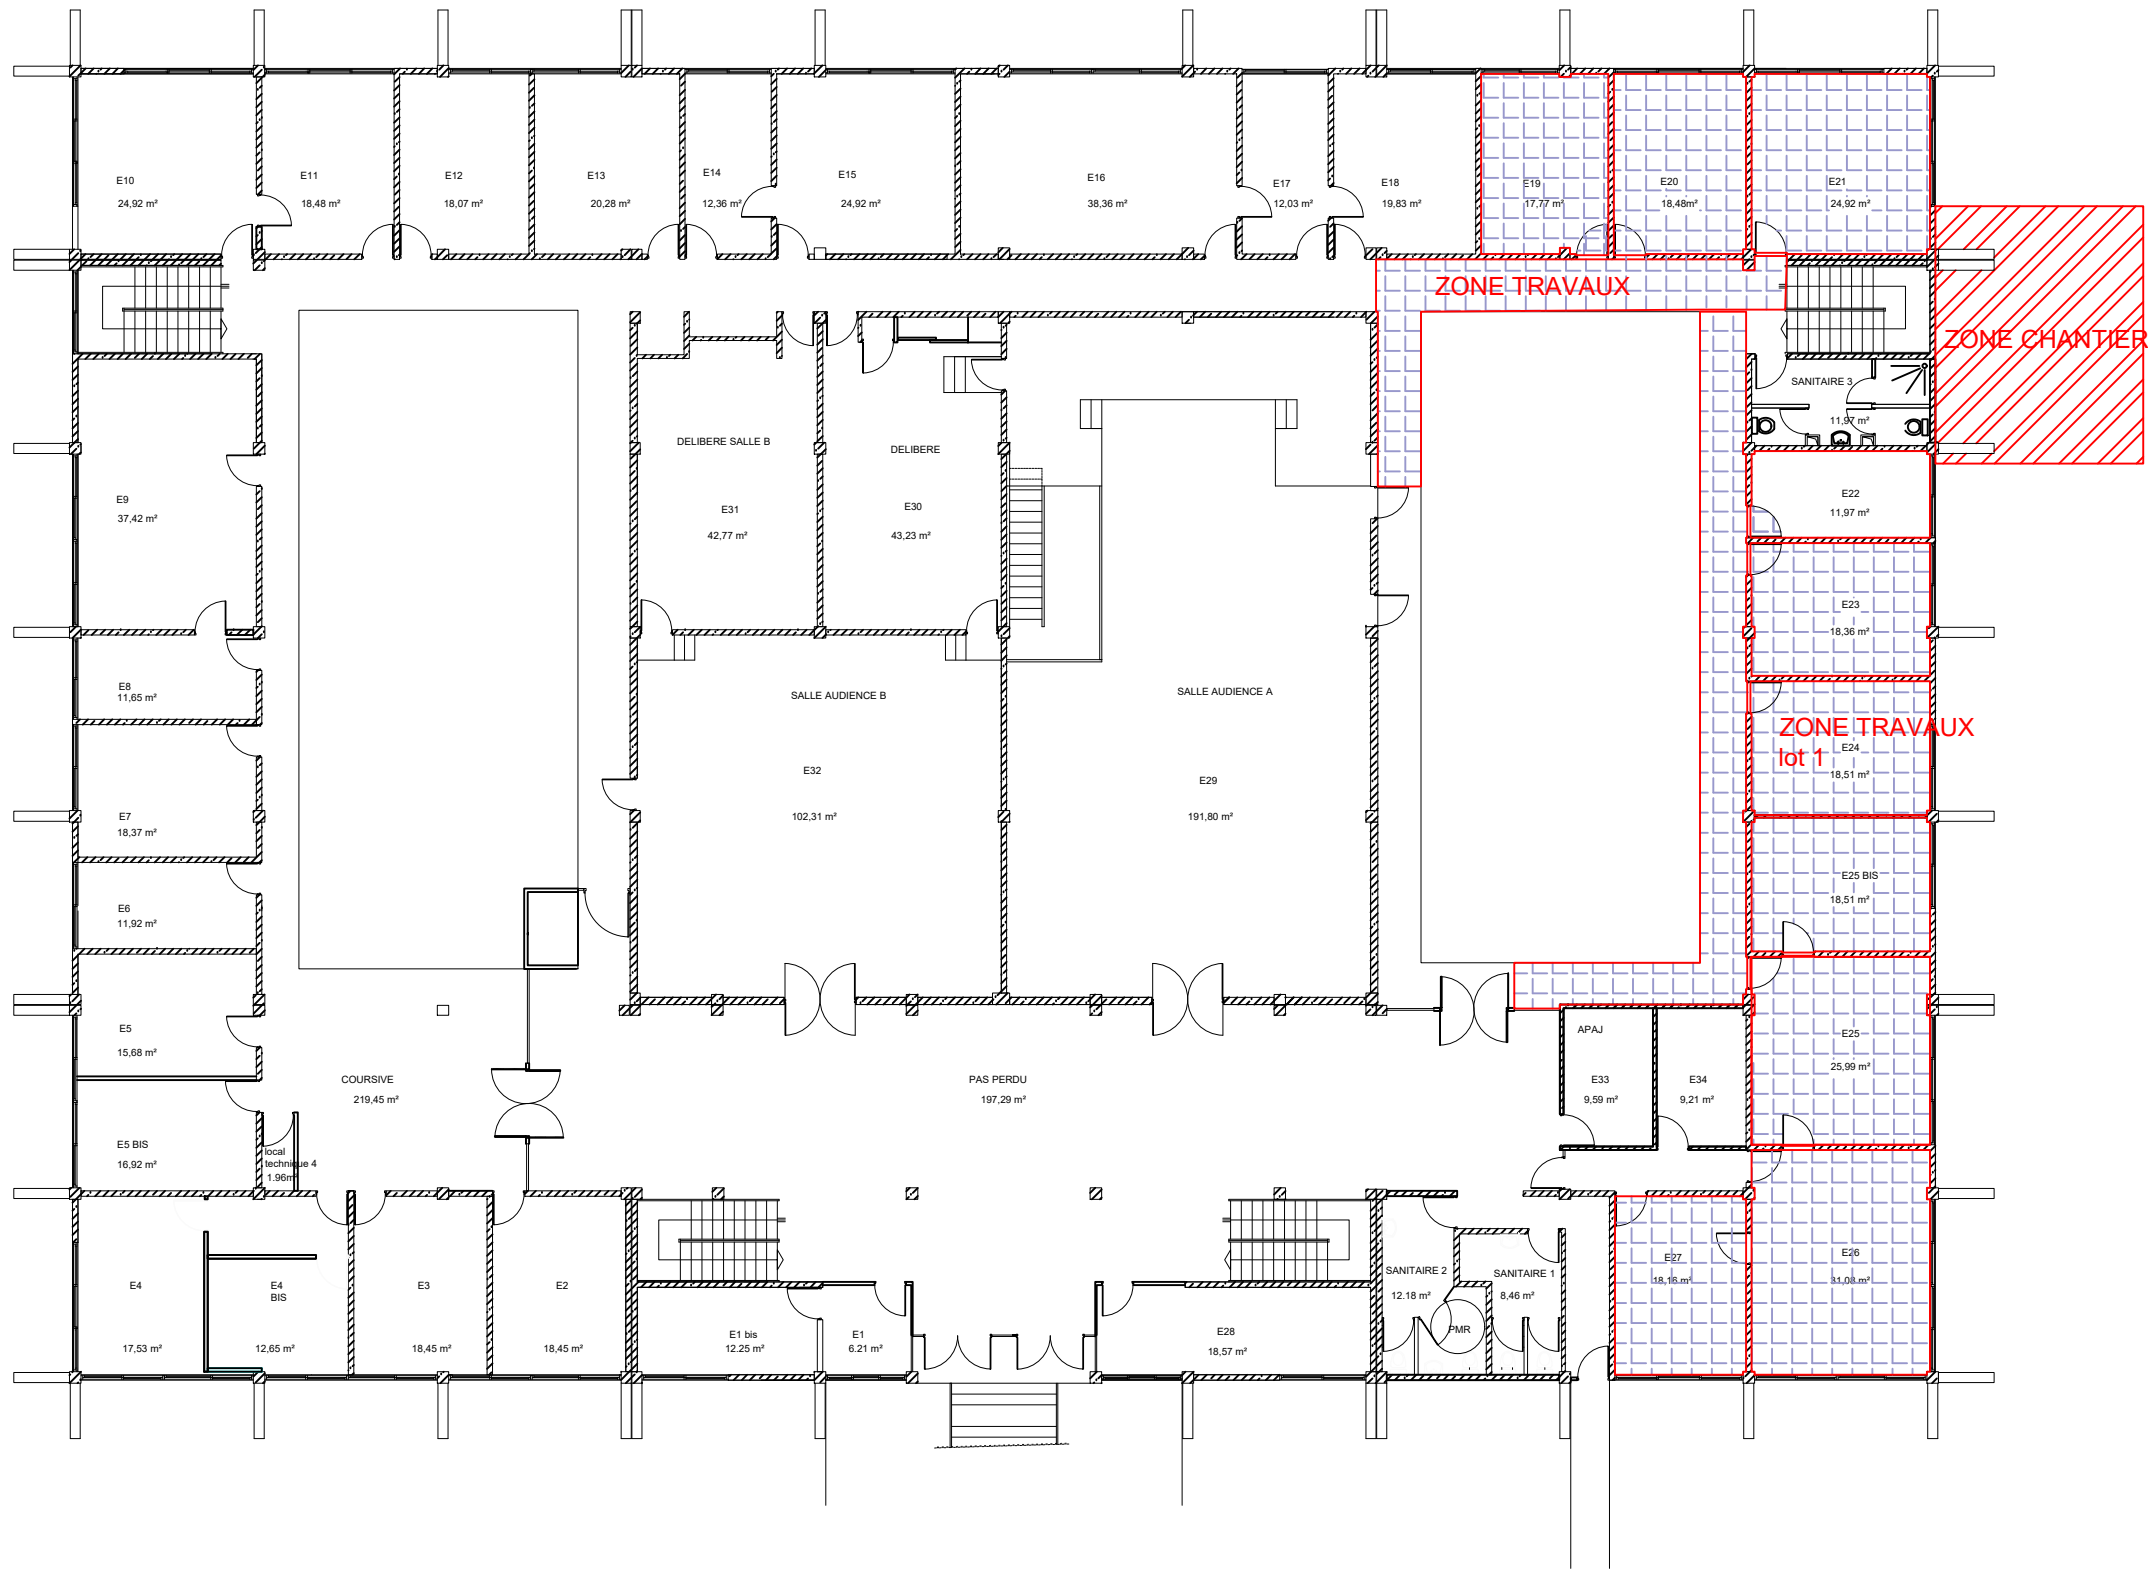 E10
24,92 m²
E11
18,48 m²
E12
18,07 m²
E13
20,28 m²
E14
12,36 m²
E15
24,92 m²
E16
38,36 m²
E17
12,03 m²
E18
19,83 m²
E19
17,77 m²
E20
18,48m²
E21
24,92 m²
ZONE TRAVAUX
ZONE CHANTIER
SANITAIRE 3
11,97 m²
DELIBERE SALLE B
E31
42,77 m²
DELIBERE
E30
43,23 m²
E9
37,42 m²
E22
11,97 m²
E23
18,36 m²
E8
11,65 m²
SALLE AUDIENCE B
E32
102,31 m²
SALLE AUDIENCE A
E29
191,80 m²
ZONE TRAVAUX
lot 1
E24
18,51 m²
E7
18,37 m²
E25 BIS
18,51 m²
E6
11,92 m²
E5
15,68 m²
COURSIVE
219,45 m²
PAS PERDU
197,29 m²
APAJ
E33
9,59 m²
E34
9,21 m²
E25
25,99 m²
E5 BIS
16,92 m²
local
technique 4
1.96m²
E4
17,53 m²
E4
BIS
12,65 m²
E3
18,45 m²
E2
18,45 m²
E1 bis
12.25 m²
E1
6.21 m²
E28
18,57 m²
SANITAIRE 2
12.18 m²
SANITAIRE 1
8,46 m²
PMR
E27
18,16 m²
E26
31,08 m²